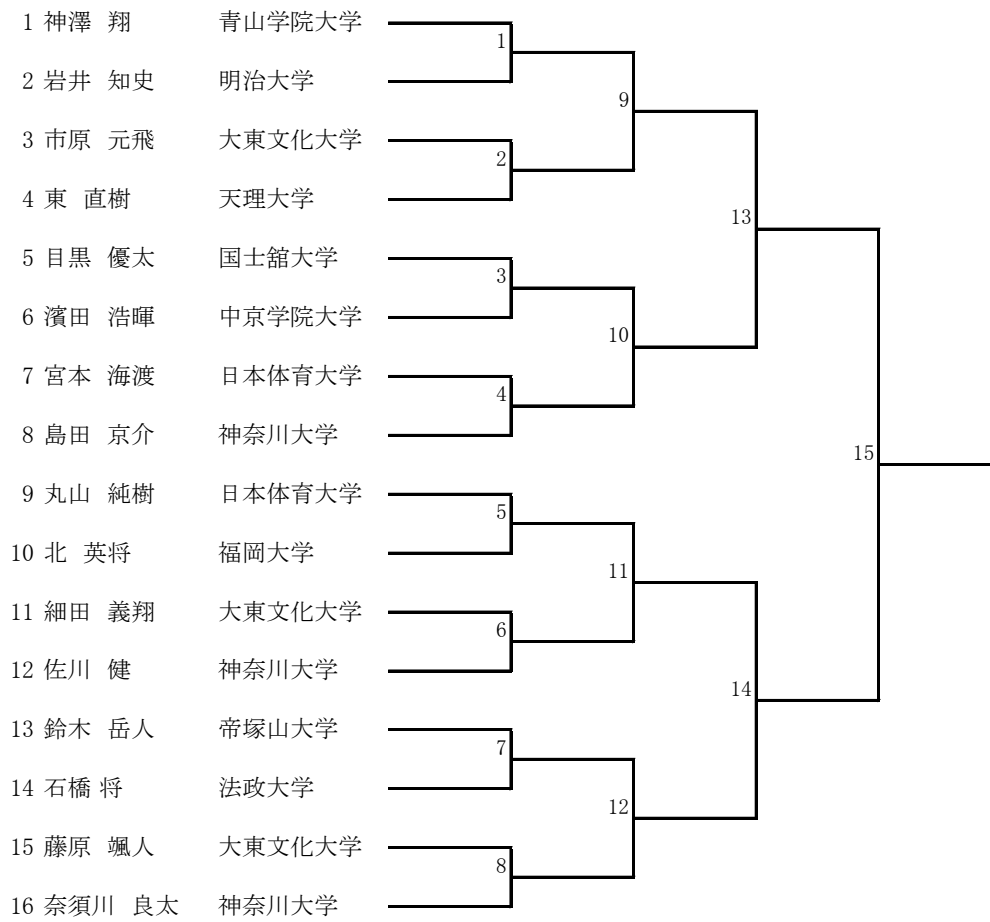 1 神澤 翔 青山学院大学
1
2 岩井 知史 明治大学
9
3 市原 元飛 大東文化大学
2
4 東 直樹 天理大学
13
5 目黒 優太 国士舘大学
3
6 濱田 浩暉 中京学院大学
10
7 宮本 海渡 日本体育大学
4
8 島田 京介 神奈川大学
15
9 丸山 純樹 日本体育大学
5
10 北 英将 福岡大学
11
11 細田 義翔 大東文化大学
6
12 佐川 健 神奈川大学
14
13 鈴木 岳人 帝塚山大学
7
14 石橋 将 法政大学
12
15 藤原 颯人 大東文化大学
8
16 奈須川 良太 神奈川大学